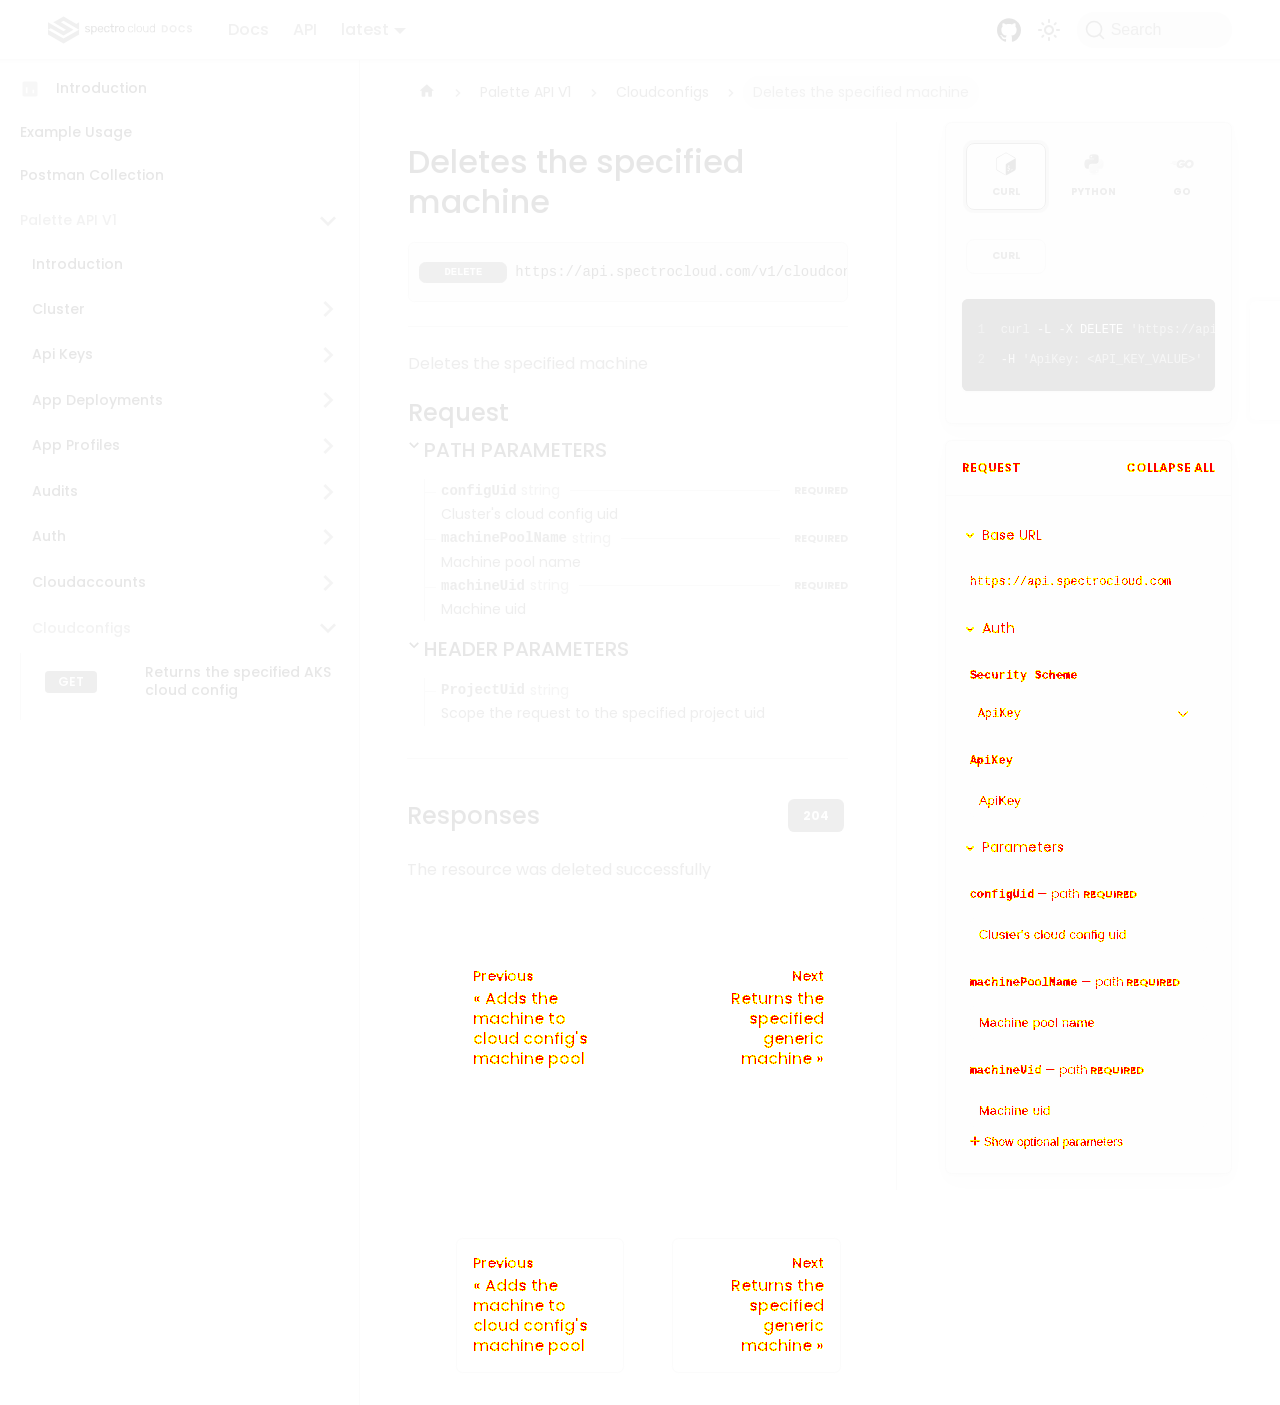 spectro cloud DOCS
Docs API latest
Search
Introduction
Example Usage
Postman Collection
Palette API V1
Introduction
Cluster
Api Keys
App Deployments
App Profiles
Audits
Auth
Cloudaccounts
Cloudconfigs
GET Returns the specified AKS
cloud config
Palette API V1 › Cloudconfigs › Deletes the specified machine
Deletes the specified
machine
DELETE https://api.spectrocloud.com/v1/cloudcon
Deletes the specified machine
Request
PATH PARAMETERS
configUid string REQUIRED
Cluster's cloud config uid
machinePoolName string REQUIRED
Machine pool name
machineUid string REQUIRED
Machine uid
HEADER PARAMETERS
ProjectUid string
Scope the request to the specified project uid
Responses 204
The resource was deleted successfully
Previous
« Adds the
machine to
cloud config's
machine pool
Next
Returns the
specified
generic
machine »
Previous
« Adds the
machine to
cloud config's
machine pool
Next
Returns the
specified
generic
machine »
CURL PYTHON GO
CURL
1 curl -L -X DELETE 'https://api
2 -H 'ApiKey: <API_KEY_VALUE>'
REQUEST COLLAPSE ALL
Base URL
https://api.spectrocloud.com
Auth
Security Scheme
ApiKey
ApiKey
ApiKey
Parameters
configUid — path REQUIRED
Cluster's cloud config uid
machinePoolName — path REQUIRED
Machine pool name
machineUid — path REQUIRED
Machine uid
+ Show optional parameters